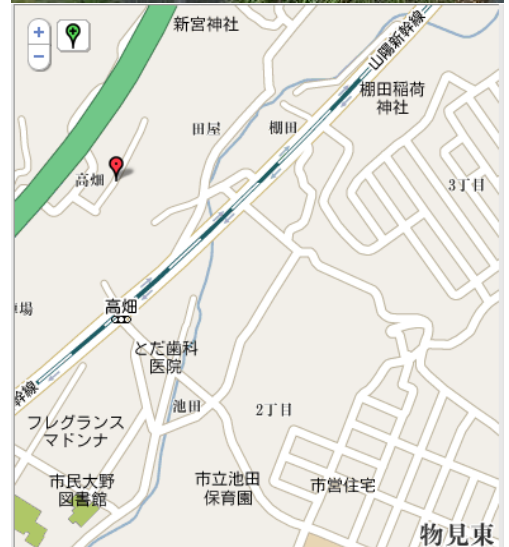 新宮神社
山陽新幹線
棚田稲荷
神社
田屋
棚田
3丁目
高畑
場
高畑
とだ歯科
医院
幹線
池田
2丁目
フレグランス
マドンナ
市民大野
図書館
市立池田
保育園
市営住宅
物見東